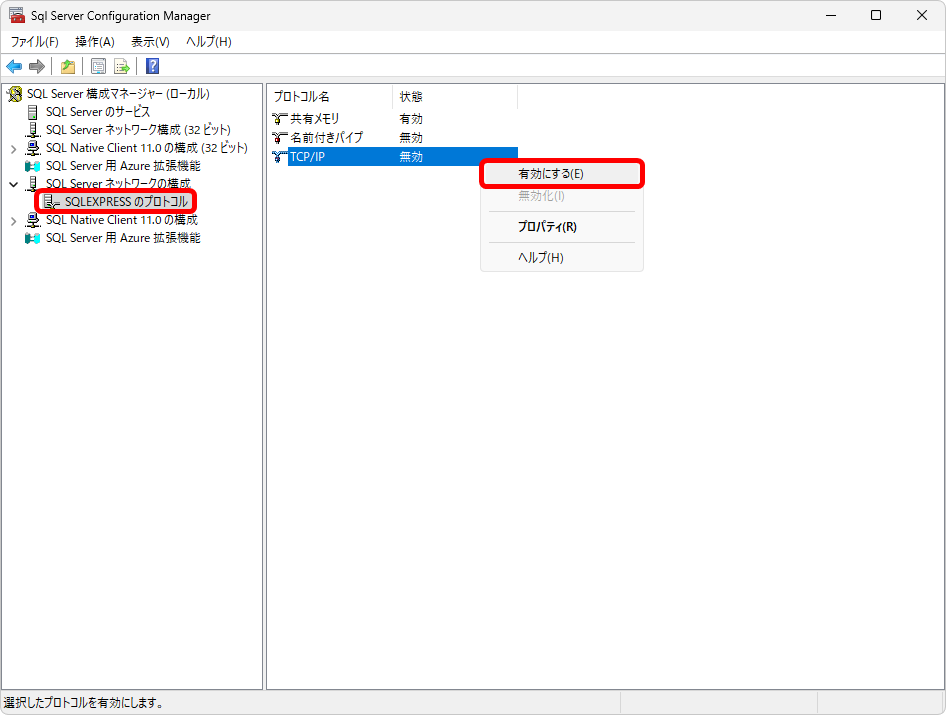 Sql Server Configuration Manager
ファイル(F) 操作(A) 表示(V) ヘルプ(H)
SQL Server 構成マネージャー (ローカル)
SQL Server のサービス
SQL Server ネットワーク構成 (32 ビット)
SQL Native Client 11.0 の構成 (32 ビット)
SQL Server 用 Azure 拡張機能
SQL Server ネットワークの構成
SQLEXPRESS のプロトコル
SQL Native Client 11.0 の構成
SQL Server 用 Azure 拡張機能
プロトコル名 状態
共有メモリ 有効
名前付きパイプ 無効
TCP/IP 無効
有効にする(E)
無効化(I)
プロパティ(R)
ヘルプ(H)
選択したプロトコルを有効にします。